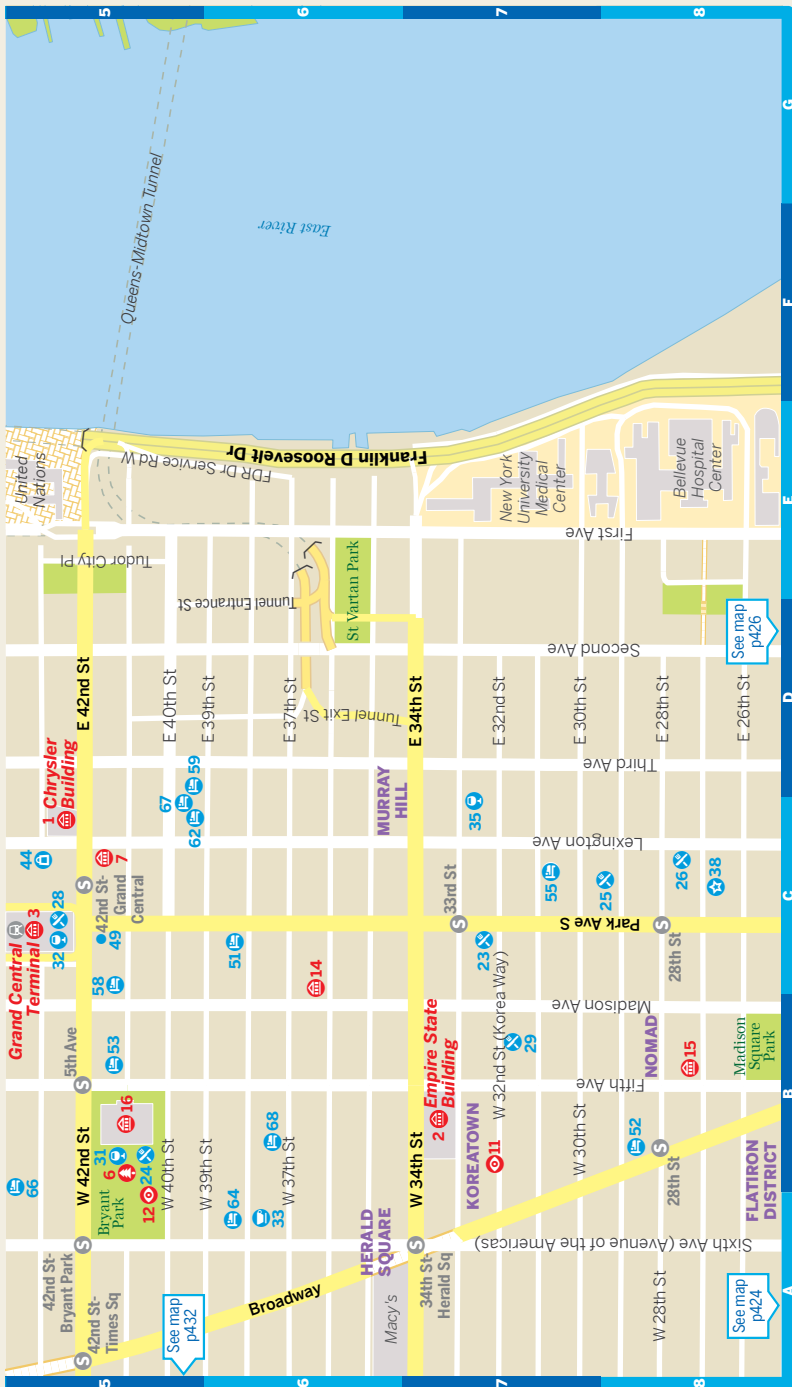 5
6
7
8
G
F
E
D
C
B
A
5
6
7
8
Queens-Midtown Tunnel
East River
United
Nations
FDR Dr Service Rd W
Franklin D Roosevelt Dr
New York
University
Medical
Center
Bellevue
Hospital
Center
First Ave
Tudor City Pl
Tunnel Entrance St
St Vartan Park
Second Ave
See map
p426
E 42nd St
E 40th St
E 39th St
E 37th St
Tunnel Exit St
E 34th St
E 32nd St
E 30th St
E 28th St
E 26th St
Third Ave
1 Chrysler
Building
67
59
62
MURRAY
HILL
35
Lexington Ave
44
7
42nd St-
Grand
Central
S
Grand Central
Terminal
3
32
28
49
58
51
14
33rd St
S
55
25
26
38
23
Park Ave S
28th St
S
Madison Ave
5th Ave
S
53
W 32nd St (Korea Way)
29
NOMAD
15
Madison
Square
Park
Fifth Ave
2 Empire State
Building
66
W 42nd St
16
31
6
24
12
Bryant
Park
W 40th St
W 39th St
W 37th St
68
64
33
W 34th St
KOREATOWN
11
W 30th St
52
28th St
S
FLATIRON
DISTRICT
Sixth Ave (Avenue of the Americas)
42nd St-
Bryant Park
S
42nd St-
Times Sq
S
See map
p432
Broadway
HERALD
SQUARE
Macy's
34th St-
Herald Sq
S
W 28th St
See map
p424